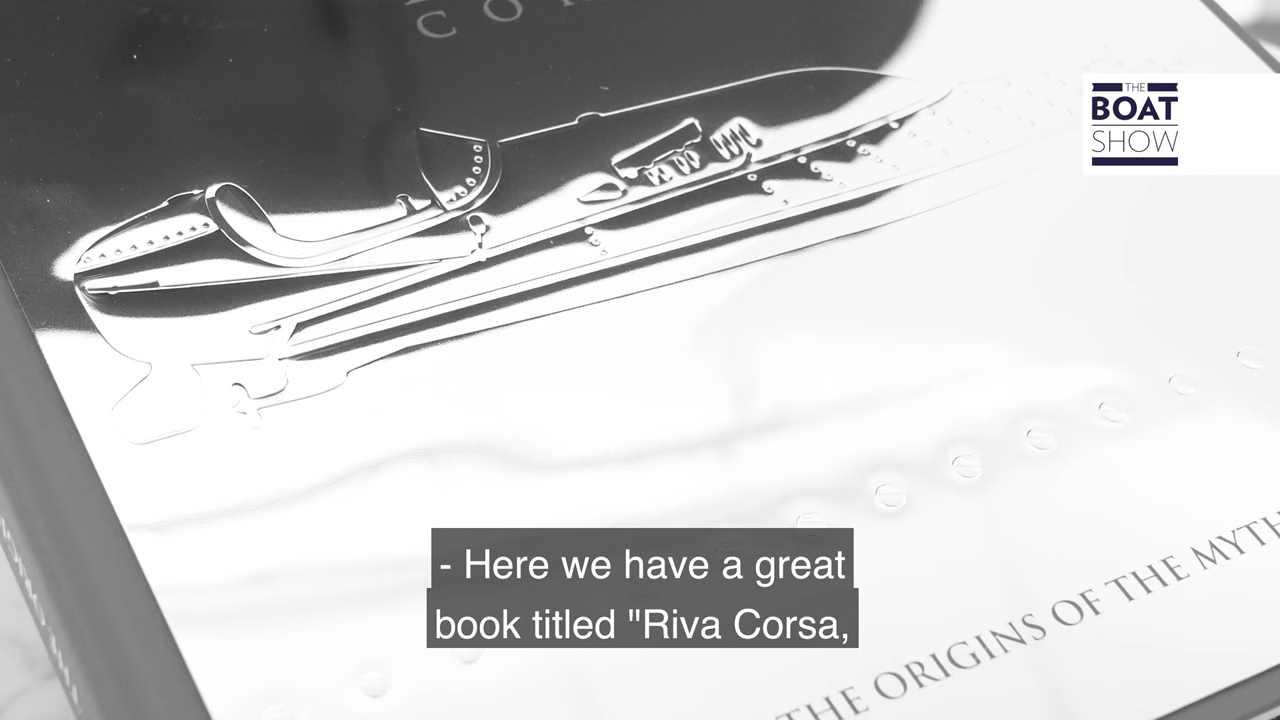 THE
BOAT
SHOW
- Here we have a great
book titled "Riva Corsa,
THE ORIGINS OF THE MYTH